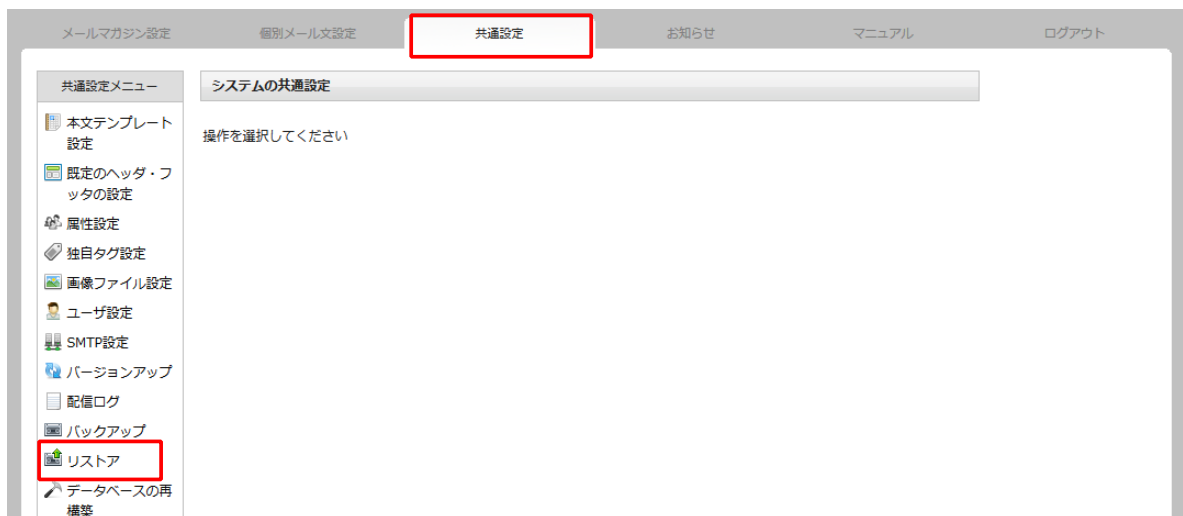 メールマガジン設定
個別メール文設定
共通設定
お知らせ
マニュアル
ログアウト
共通設定メニュー
システムの共通設定
操作を選択してください
本文テンプレート
設定
既定のヘッダ・フ
ッタの設定
属性設定
独自タグ設定
画像ファイル設定
ユーザ設定
SMTP設定
バージョンアップ
配信ログ
バックアップ
リストア
データベースの再
構築